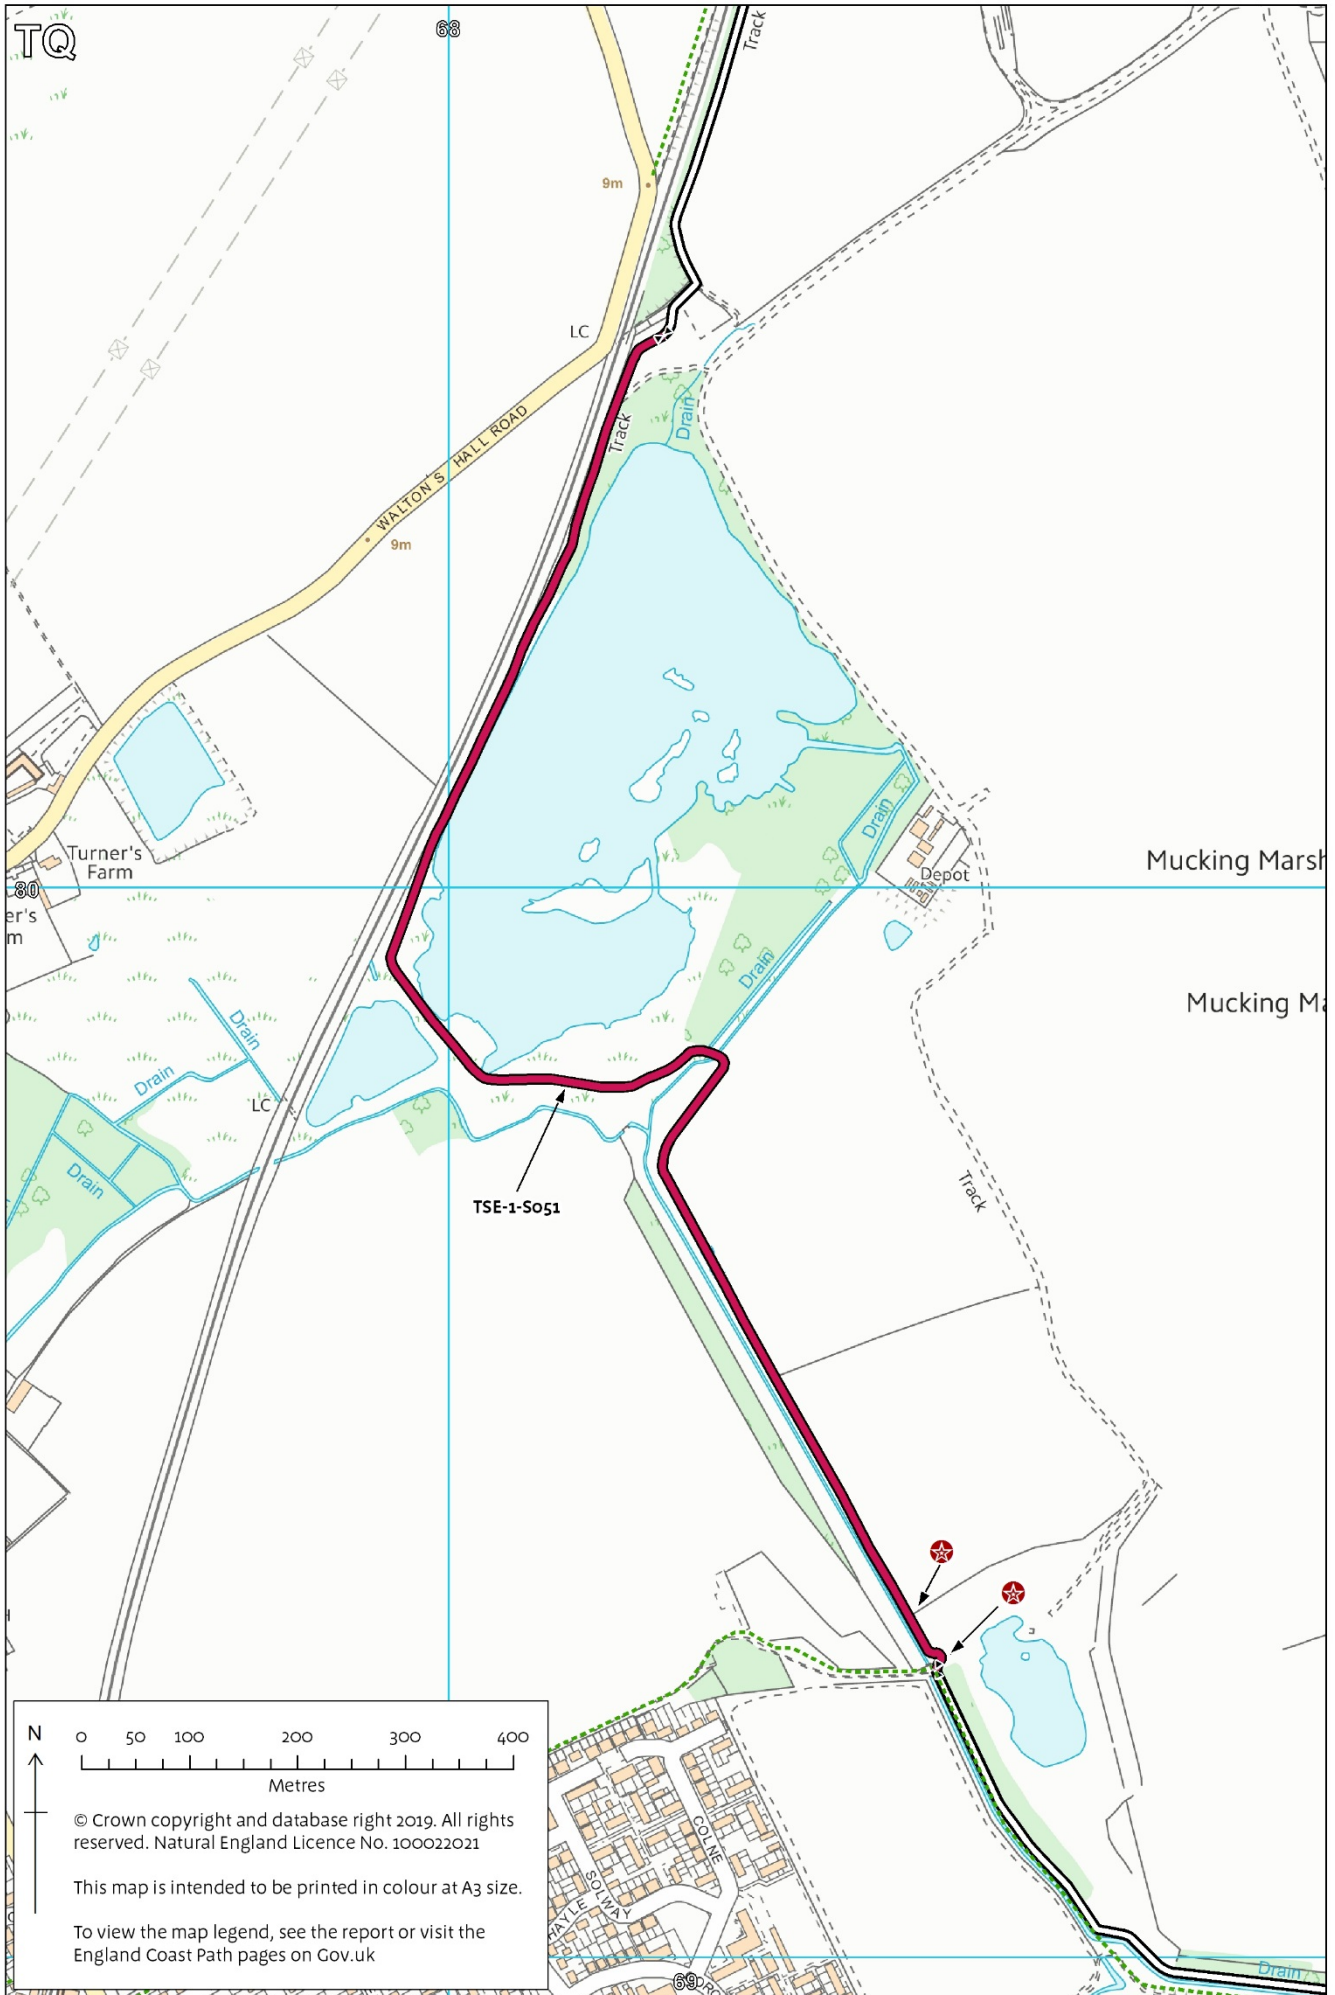 TQ
68
Track
9m
LC
Track
Drain
WALTON'S HALL ROAD
9m
Turner's
Farm
80
er's
m
Drain
Depot
Mucking Marsh
Drain
Mucking Ma
Drain
Drain
LC
Drain
TSE-1-S051
Track
N
0 50 100 200 300 400
Metres
© Crown copyright and database right 2019. All rights
reserved. Natural England Licence No. 100022021
This map is intended to be printed in colour at A3 size.
To view the map legend, see the report or visit the
England Coast Path pages on Gov.uk
COLNE
SOLWAY
HAYLE
69
Drain